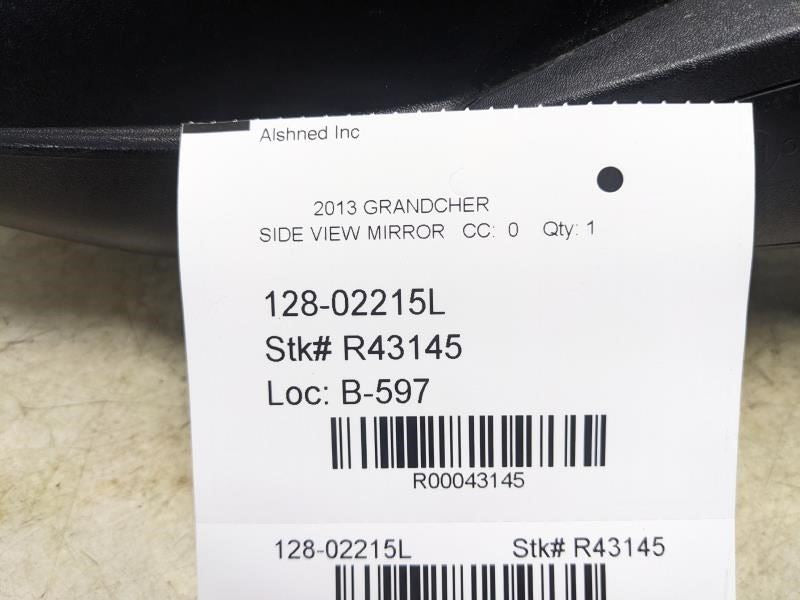 Alshned Inc
2013 GRANDCHER
SIDE VIEW MIRROR CC: 0 Qty: 1
128-02215L
Stk# R43145
Loc: B-597
R00043145
128-02215L Stk# R43145